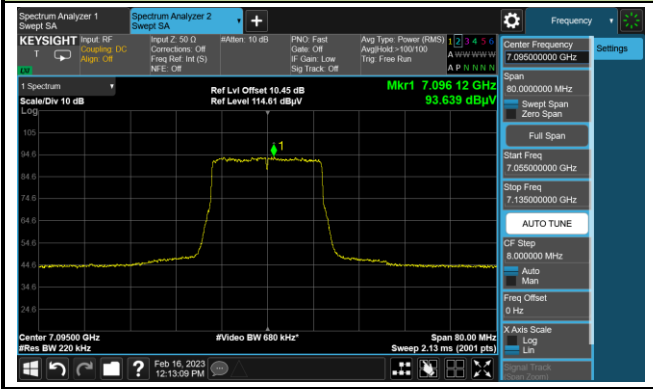 Spectrum Analyzer 1
Swept SA
Spectrum Analyzer 2
Swept SA
Frequency
KEYSIGHT
Input: RF
Coupling: DC
Align: Off
Input Z: 50 Ω
Corrections: Off
Freq Ref: Int (S)
NFE: Off
#Atten: 10 dB
PNO: Fast
Gate: Off
IF Gain: Low
Sig Track: Off
Avg Type: Power (RMS)
Avg|Hold:>100/100
Trig: Free Run
1 2 3 4 5 6
A W W W W W
A P N N N N
LXI
Center Frequency
7.095000000 GHz
Settings
Span
80.0000000 MHz
Swept Span
Zero Span
Full Span
Start Freq
7.055000000 GHz
Stop Freq
7.135000000 GHz
AUTO TUNE
CF Step
8.000000 MHz
Auto
Man
Freq Offset
0 Hz
X Axis Scale
Log
Lin
Signal Track
(Span Zoom)
1 Spectrum
Scale/Div 10 dB
Log
Ref Lvl Offset 10.45 dB
Ref Level 114.61 dBµV
Mkr1 7.096 12 GHz
93.639 dBµV
1
105
94.6
84.6
74.6
64.6
54.6
44.6
34.6
24.6
Center 7.09500 GHz
#Res BW 220 kHz
#Video BW 680 kHz*
Span 80.00 MHz
Sweep 2.13 ms (2001 pts)
Feb 16, 2023
12:13:09 PM